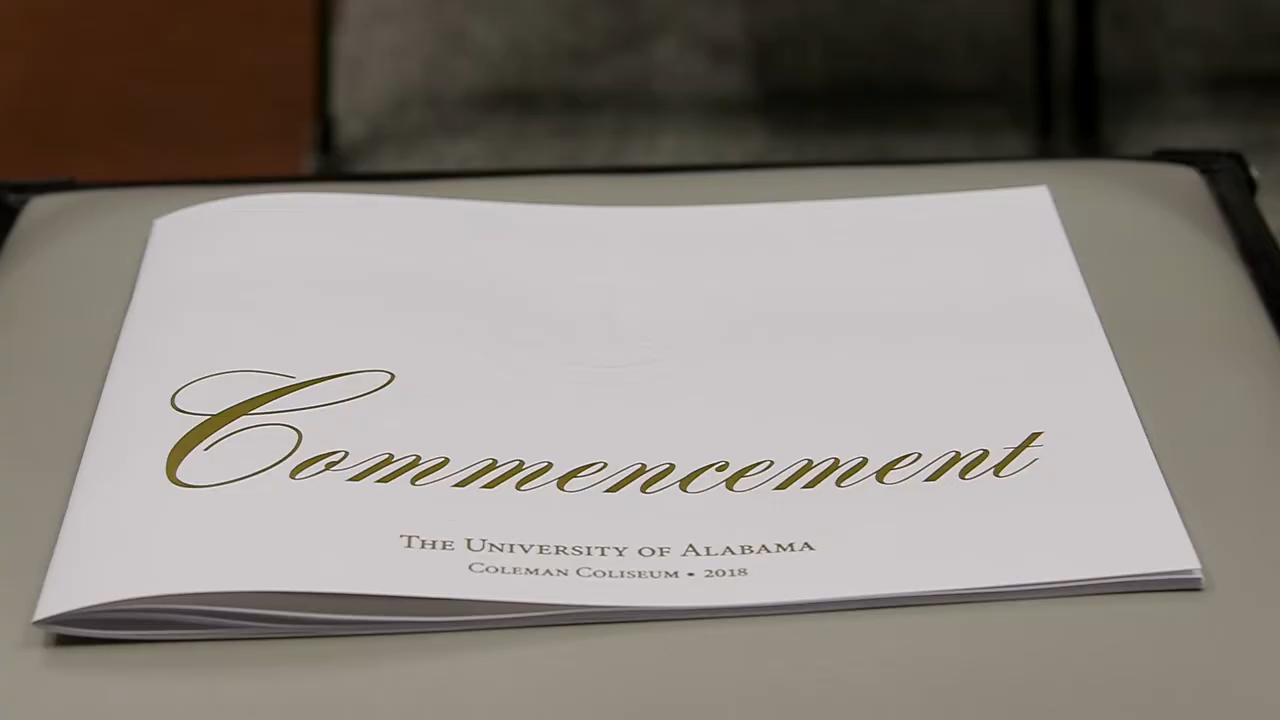 Commencement
THE UNIVERSITY OF ALABAMA
COLEMAN COLISEUM • 2018